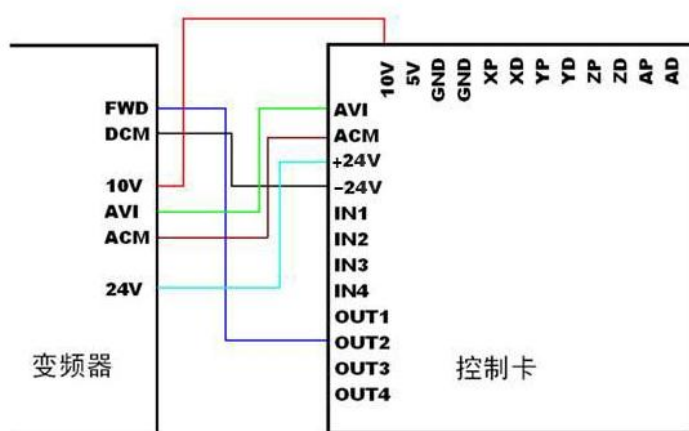 FWD
DCM
10V
AVI
ACM
24V
变频器
10V
5V
GND
GND
XP
XD
YP
YD
ZP
ZD
AP
AD
AVI
ACM
+24V
-24V
IN1
IN2
IN3
IN4
OUT1
OUT2
OUT3
OUT4
控制卡